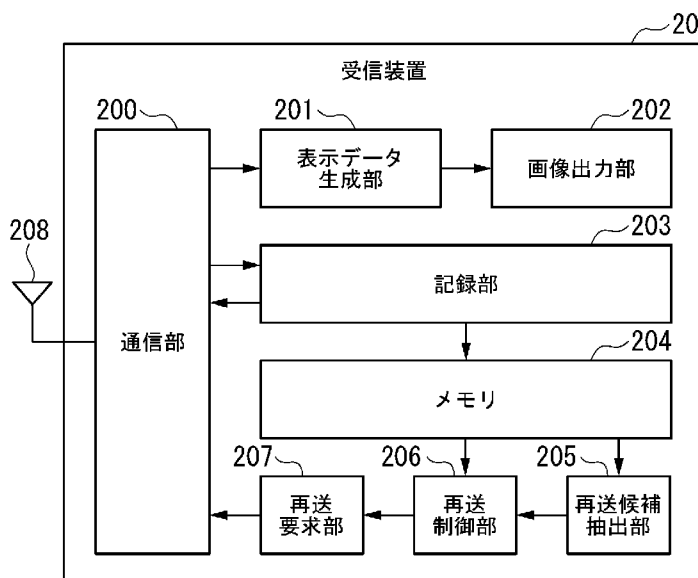 20
受信装置
200
201
202
表示データ
生成部
画像出力部
208
203
記録部
通信部
204
メモリ
207
206
205
再送
要求部
再送
制御部
再送候補
抽出部